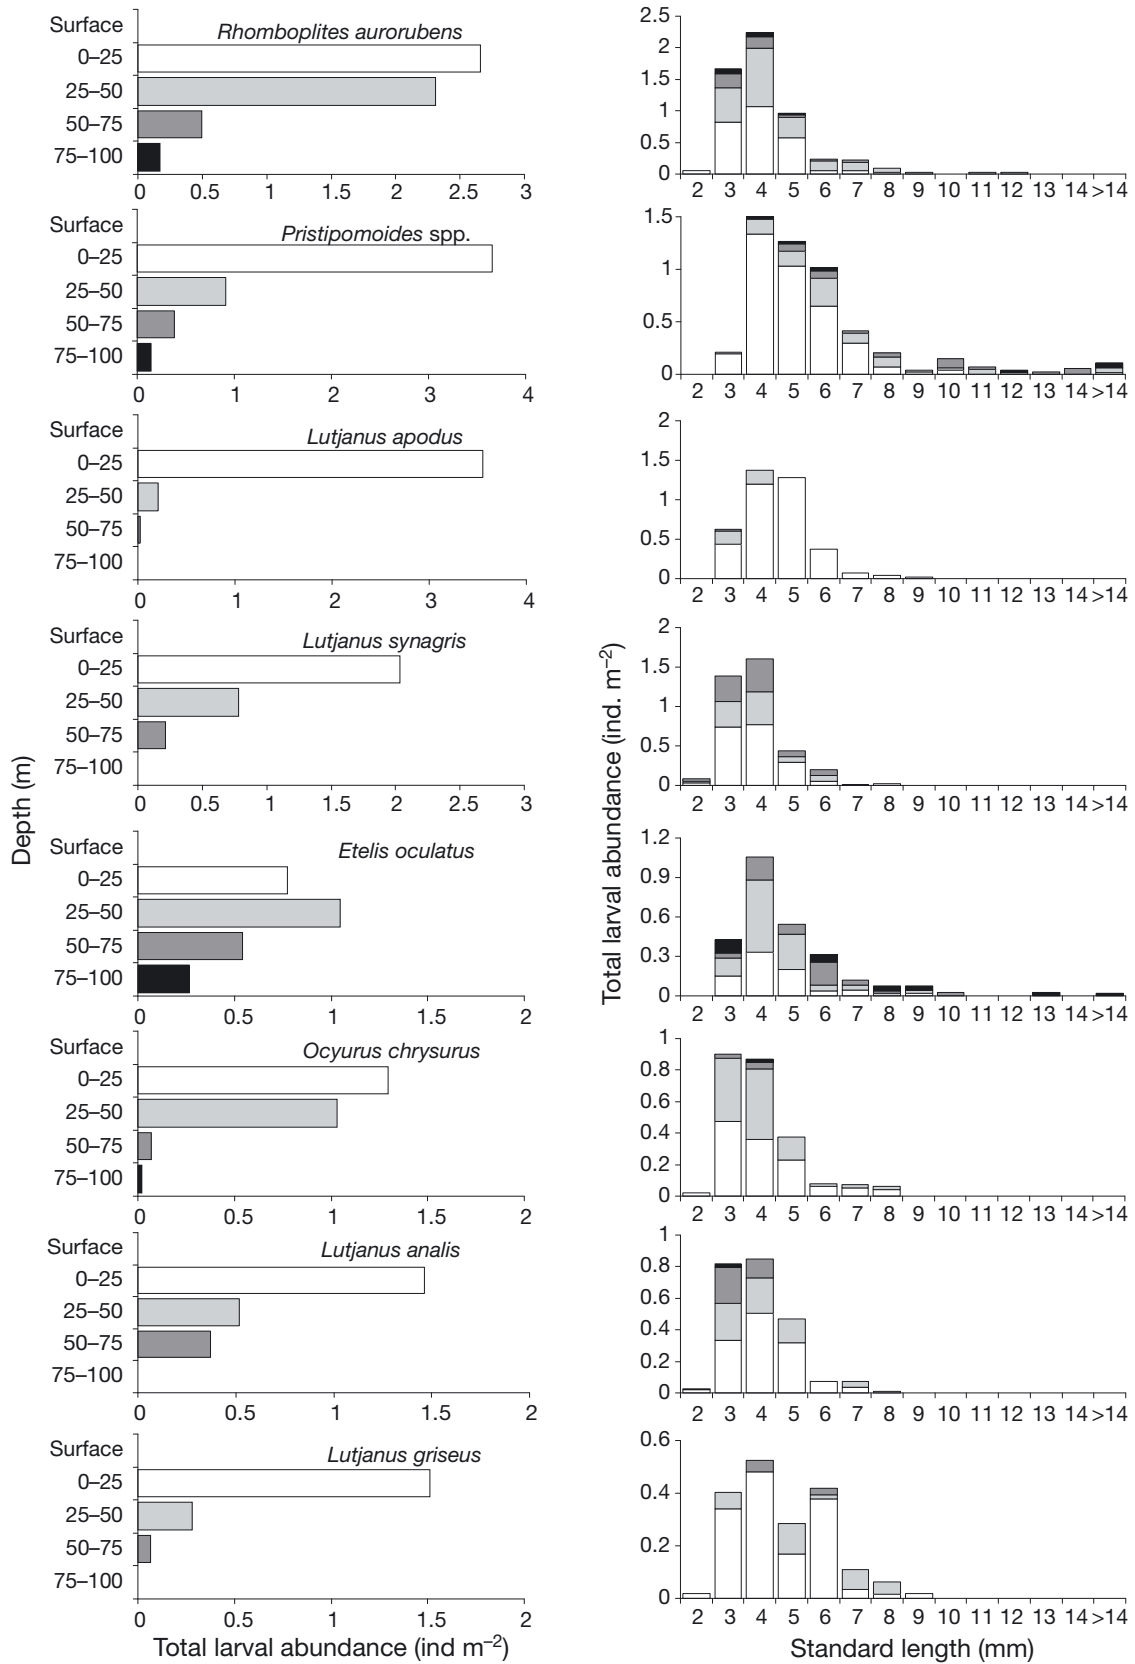 Rhomboplites aurorubens
Surface
0–25
25–50
50–75
75–100
0 0.5 1 1.5 2 2.5 3
2.5
2
1.5
1
0.5
0
2 3 4 5 6 7 8 9 10 11 12 13 14 >14
Pristipomoides spp.
Surface
0–25
25–50
50–75
75–100
0 1 2 3 4
1.5
1
0.5
0
2 3 4 5 6 7 8 9 10 11 12 13 14 >14
Lutjanus apodus
Surface
0–25
25–50
50–75
75–100
0 1 2 3 4
2
1.5
1
0.5
0
2 3 4 5 6 7 8 9 10 11 12 13 14 >14
Lutjanus synagris
Surface
0–25
25–50
50–75
75–100
0 0.5 1 1.5 2 2.5 3
2
1.5
1
0.5
0
2 3 4 5 6 7 8 9 10 11 12 13 14 >14
Depth (m)
Total larval abundance (ind. m–2)
Etelis oculatus
Surface
0–25
25–50
50–75
75–100
0 0.5 1 1.5 2
1.2
0.9
0.6
0.3
0
2 3 4 5 6 7 8 9 10 11 12 13 14 >14
Ocyurus chrysurus
Surface
0–25
25–50
50–75
75–100
0 0.5 1 1.5 2
1
0.8
0.6
0.4
0.2
0
2 3 4 5 6 7 8 9 10 11 12 13 14 >14
Lutjanus analis
Surface
0–25
25–50
50–75
75–100
0 0.5 1 1.5 2
1
0.8
0.6
0.4
0.2
0
2 3 4 5 6 7 8 9 10 11 12 13 14 >14
Lutjanus griseus
Surface
0–25
25–50
50–75
75–100
0 0.5 1 1.5 2
Total larval abundance (ind m–2)
0.6
0.4
0.2
0
2 3 4 5 6 7 8 9 10 11 12 13 14 >14
Standard length (mm)